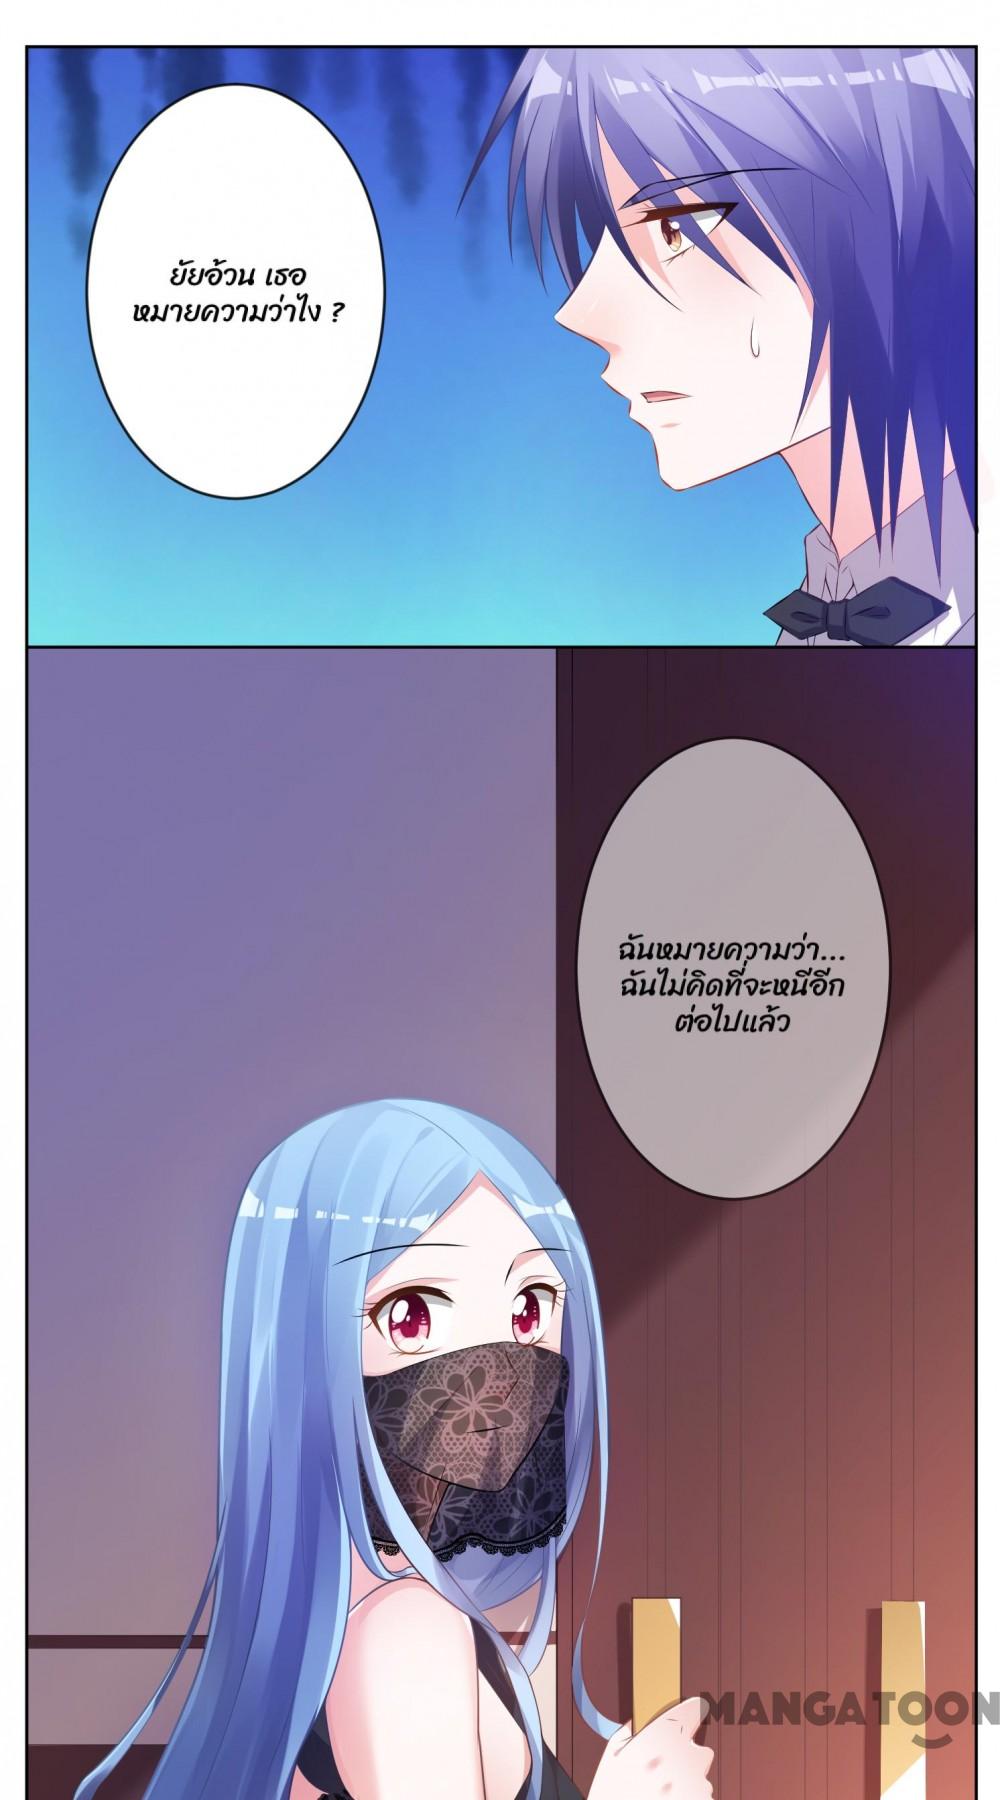 ยัยอ้วน เธอ
หมายความว่าไง ?
ฉันหมายความว่า...
ฉันไม่คิดที่จะหนีอีก
ต่อไปแล้ว
MANGATOON